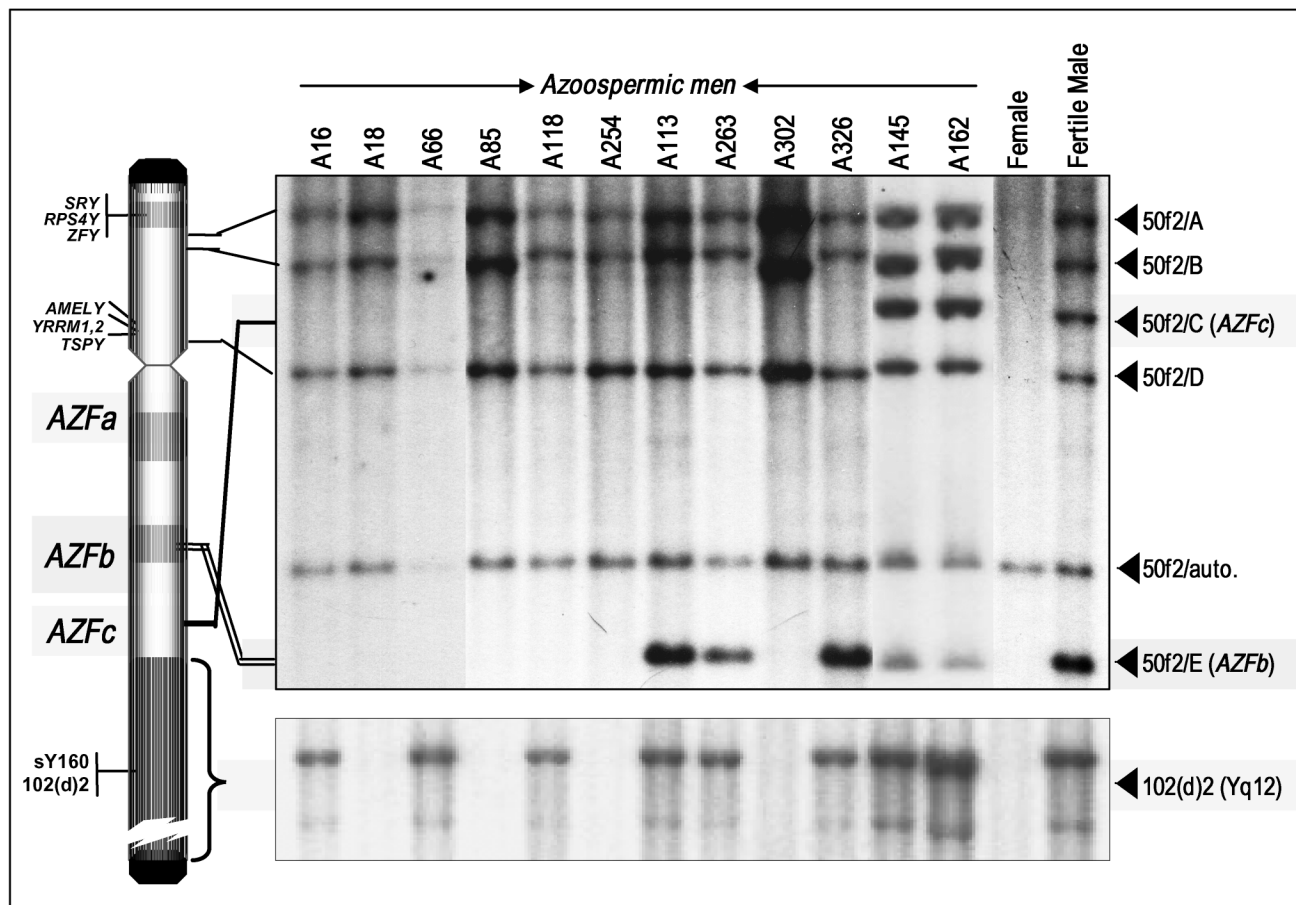 Azoospermic men
A16
A18
A66
A85
A118
A254
A113
A263
A302
A326
A145
A162
Female
Fertile Male
SRY
RPS4Y
ZFY
AMELY
YRRM1,2
TSPY
AZFa
AZFb
AZFc
sY160
102(d)2
50f2/A
50f2/B
50f2/C (AZFc)
50f2/D
50f2/auto.
50f2/E (AZFb)
102(d)2 (Yq12)